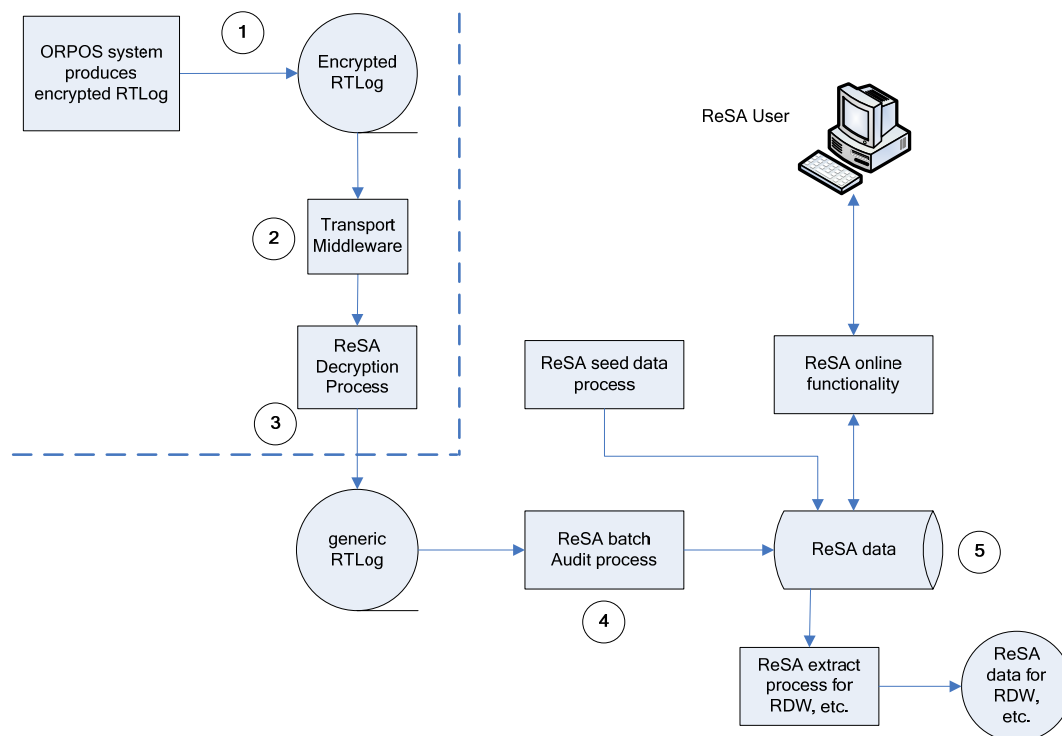 1
ORPOS system
produces
encrypted RTLog
Encrypted
RTLog
ReSA User
2
Transport
Middleware
ReSA
Decryption
Process
3
ReSA seed data
process
ReSA online
functionality
generic
RTLog
ReSA batch
Audit process
4
ReSA data
5
ReSA extract
process for
RDW, etc.
ReSA
data for
RDW,
etc.